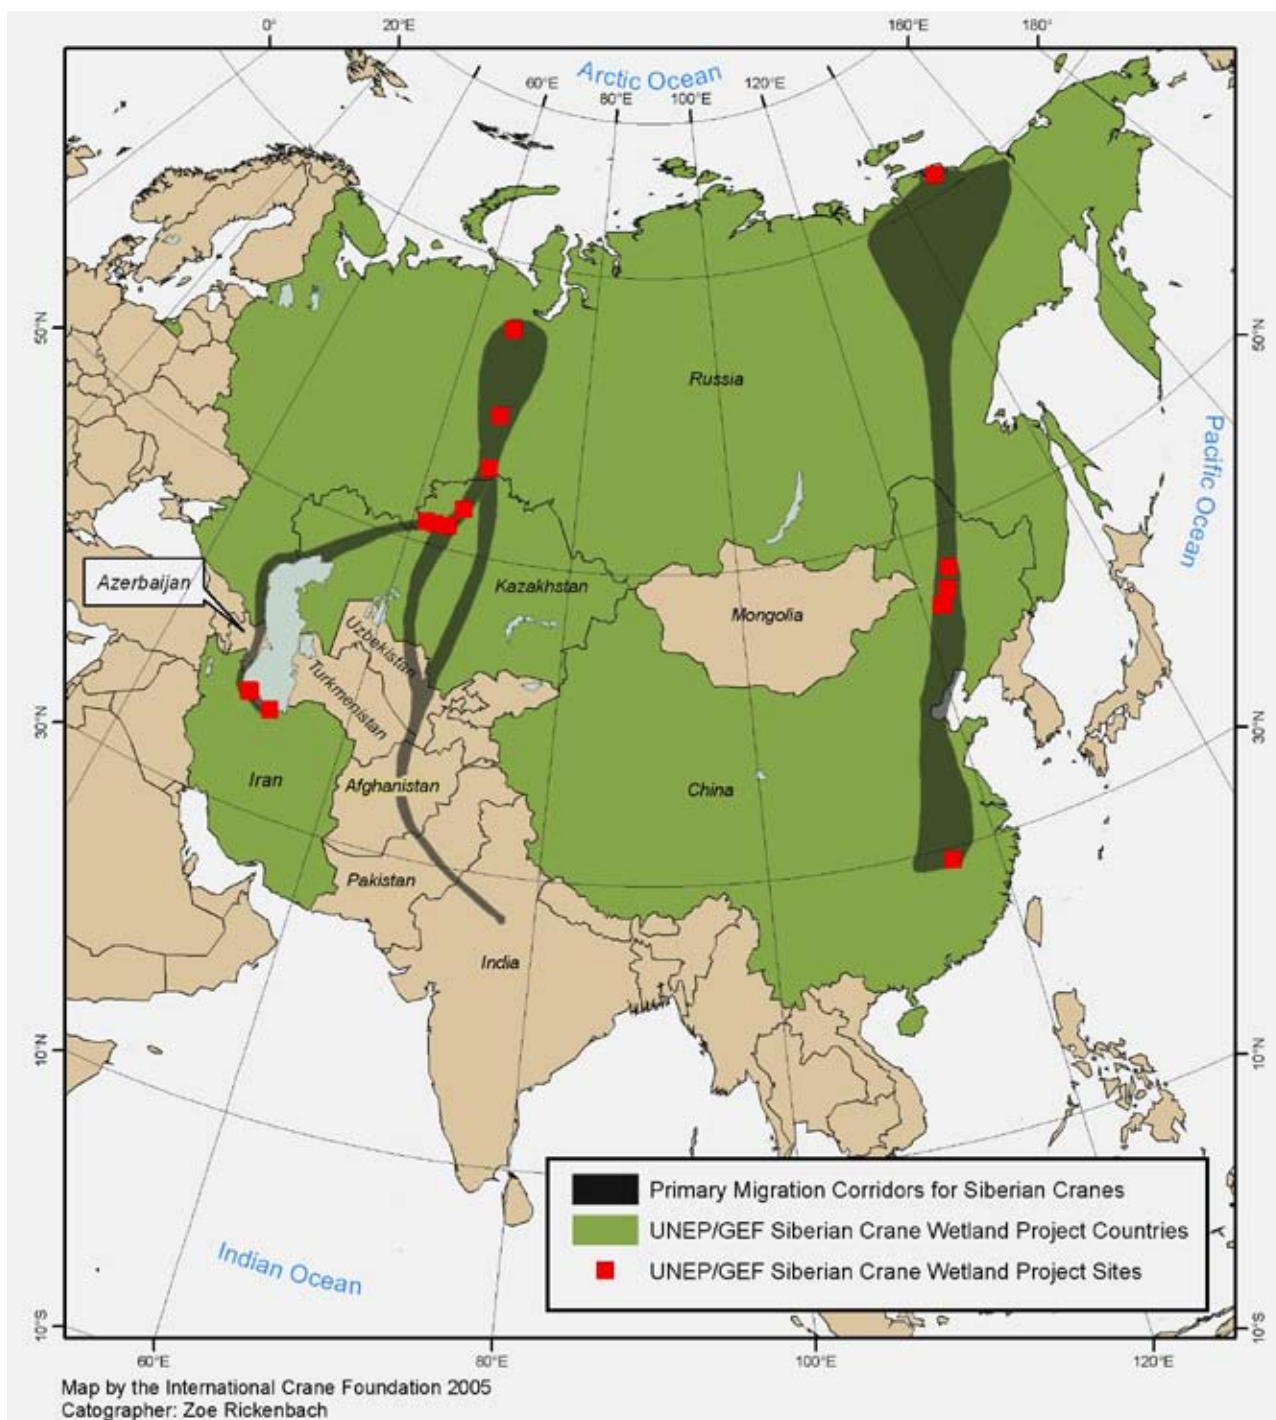 0°
20°E
160°E
180°
Arctic Ocean
60°E
80°E
100°E
120°E
50°N
50°N
Russia
Pacific Ocean
Azerbaijan
Kazakhstan
Mongolia
Uzbekistan
Turkmenistan
30°N
30°N
Iran
Afghanistan
China
Pakistan
India
10°N
10°N
Primary Migration Corridors for Siberian Cranes
UNEP/GEF Siberian Crane Wetland Project Countries
UNEP/GEF Siberian Crane Wetland Project Sites
Indian Ocean
10°S
10°S
60°E
80°E
100°E
120°E
Map by the International Crane Foundation 2005
Catographer: Zoe Rickenbach